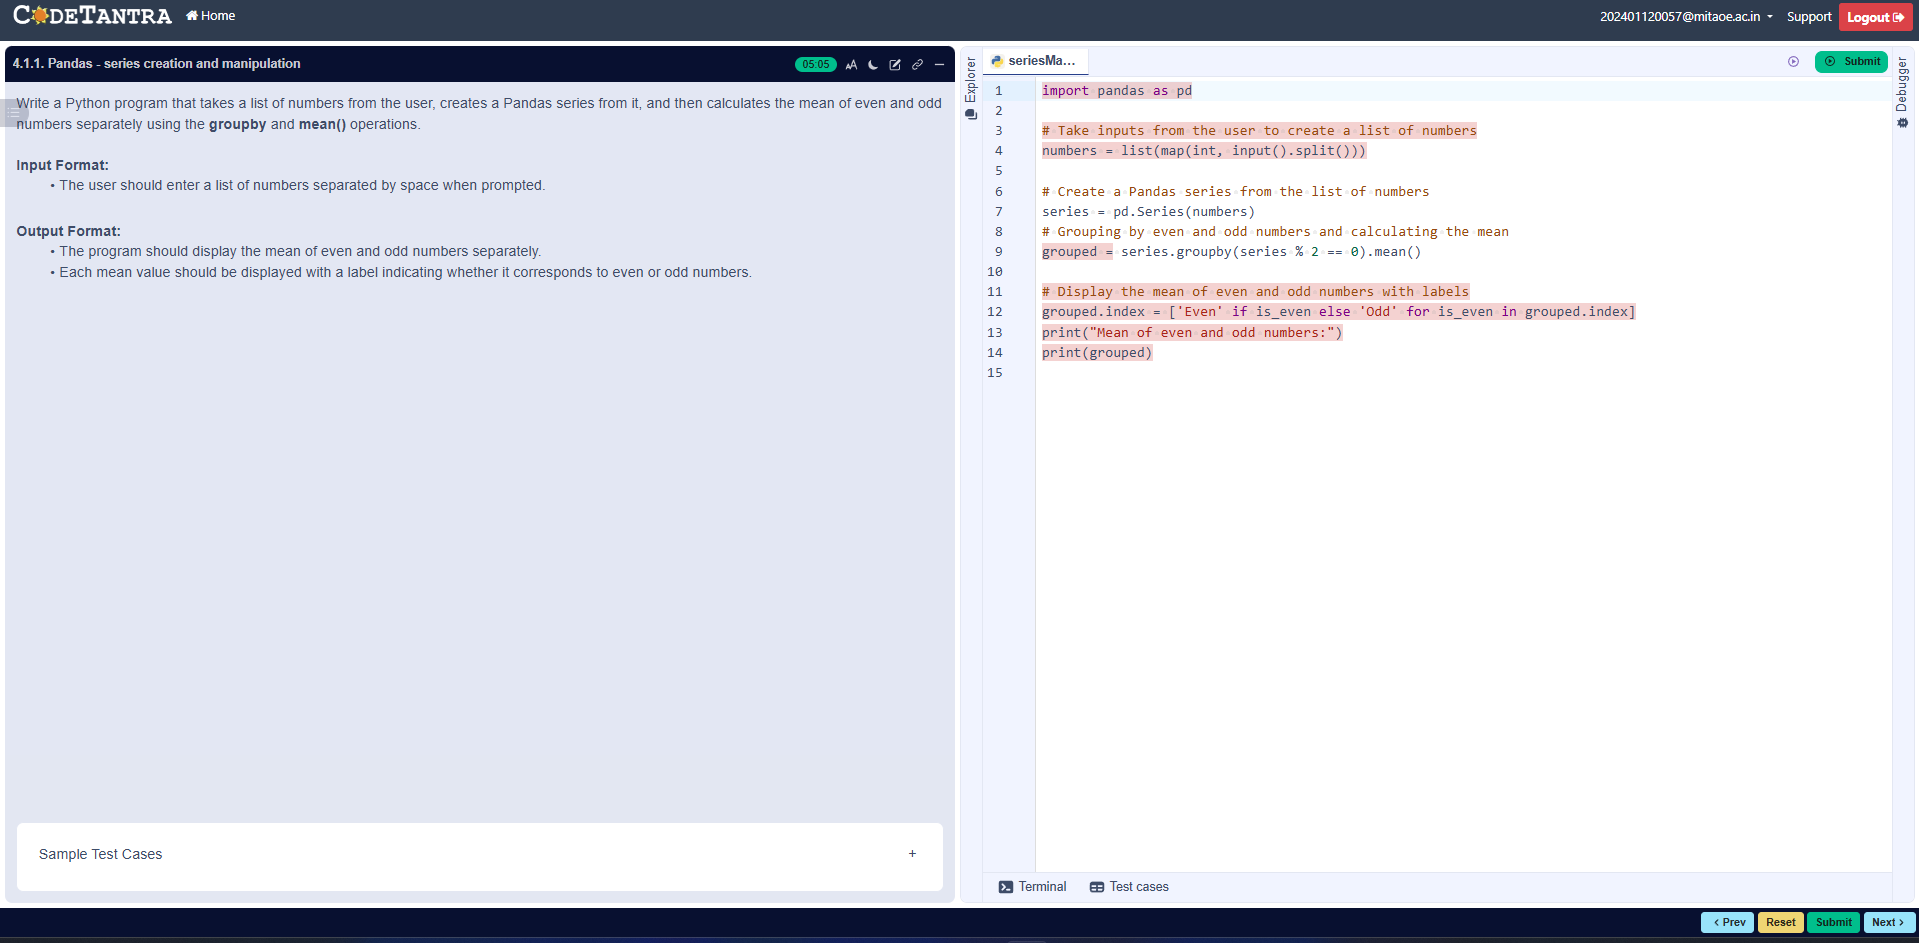 CODETANTRA
Home
202401120057@mitaoe.ac.in
Support
Logout
4.1.1. Pandas - series creation and manipulation
05:05
AA
Write a Python program that takes a list of numbers from the user, creates a Pandas series from it, and then calculates the mean of even and odd
numbers separately using the groupby and mean() operations.
Input Format:
• The user should enter a list of numbers separated by space when prompted.
Output Format:
• The program should display the mean of even and odd numbers separately.
• Each mean value should be displayed with a label indicating whether it corresponds to even or odd numbers.
Sample Test Cases
+
Explorer
seriesMa...
Submit
Debugger
1 import pandas as pd
2
3 # Take inputs from the user to create a list of numbers
4 numbers = list(map(int, input().split()))
5
6 # Create a Pandas series from the list of numbers
7 series = pd.Series(numbers)
8 # Grouping by even and odd numbers and calculating the mean
9 grouped = series.groupby(series % 2 == 0).mean()
10
11 # Display the mean of even and odd numbers with labels
12 grouped.index = ['Even' if is_even else 'Odd' for is_even in grouped.index]
13 print("Mean of even and odd numbers:")
14 print(grouped)
15
Terminal
Test cases
< Prev
Reset
Submit
Next >